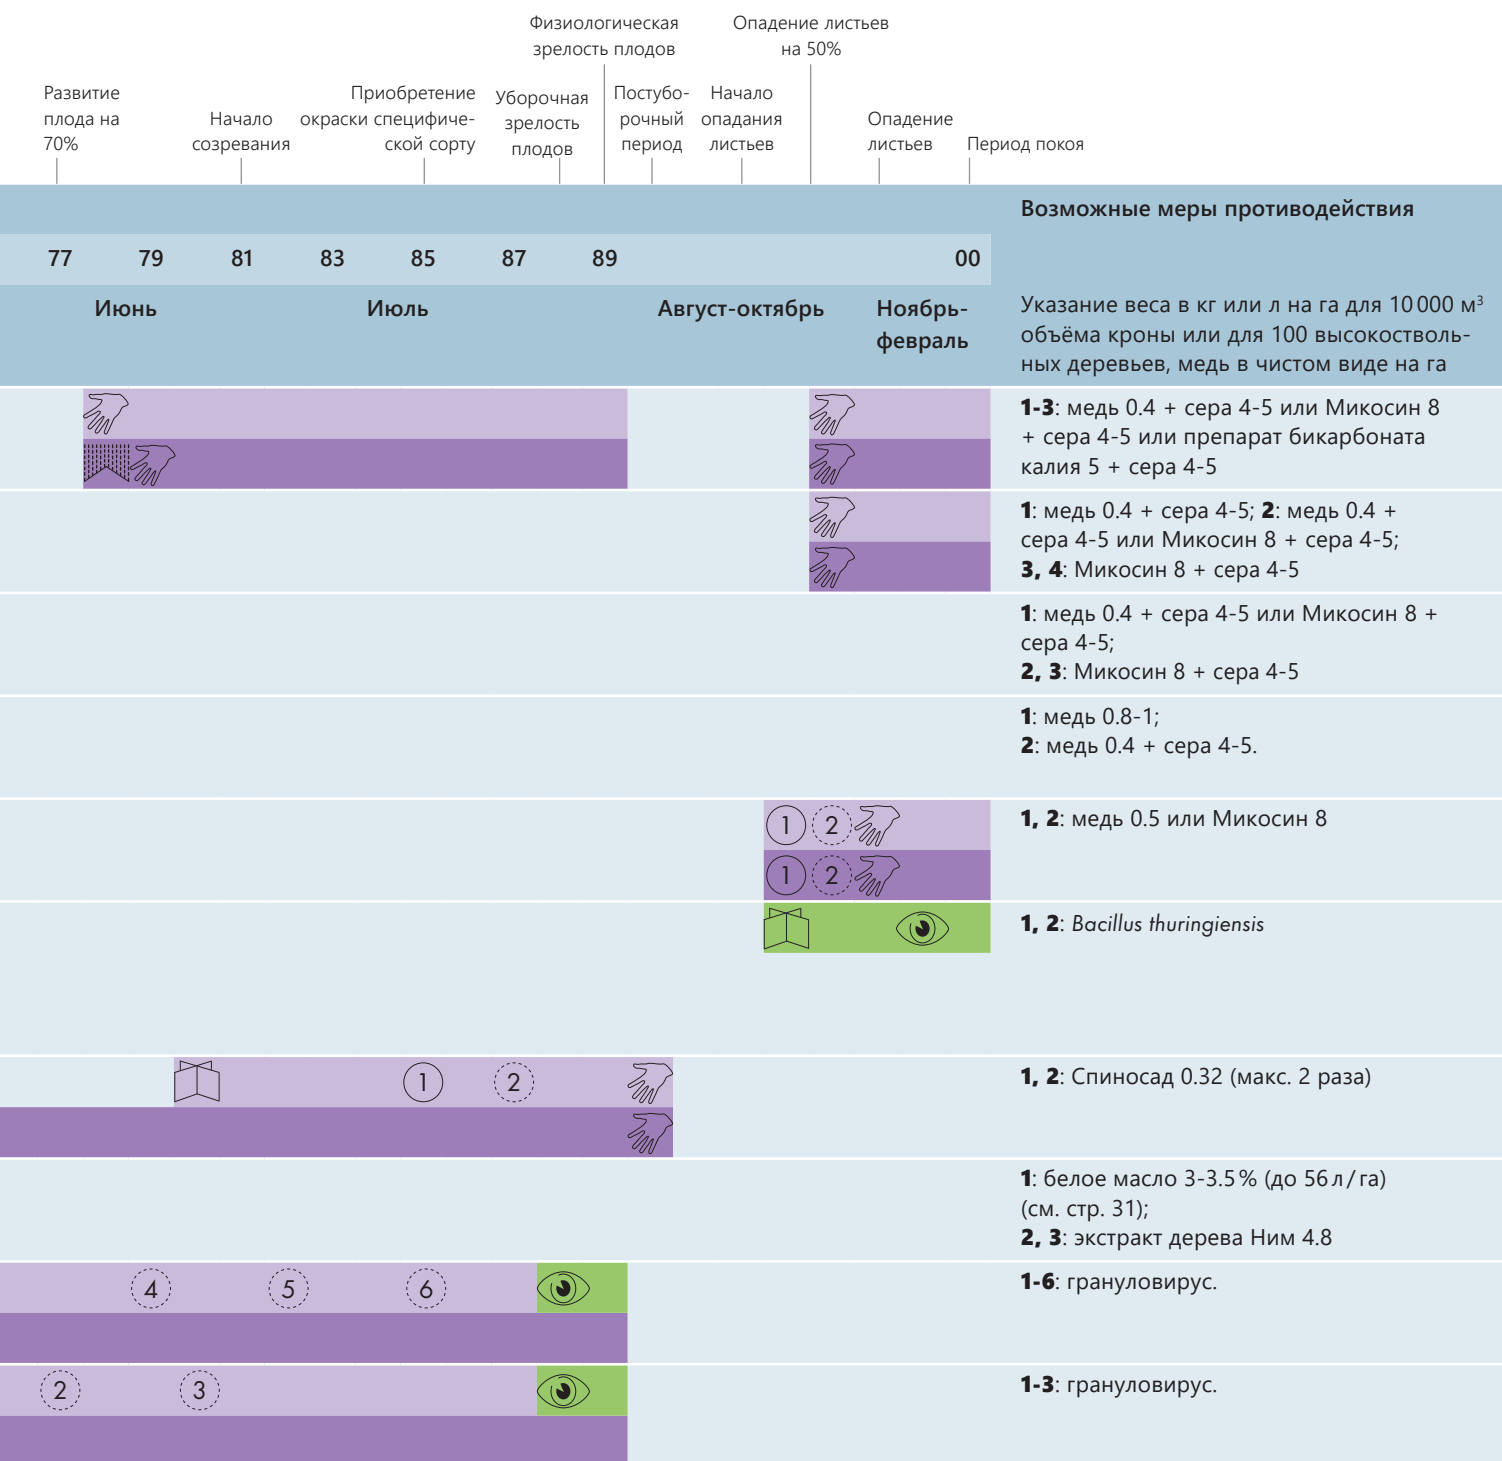 Физиологическая
зрелость плодов
Опадение листьев
на 50%
Развитие
плода на
70%
Начало
созревания
Приобретение
окраски специфиче-
ской сорту
Уборочная
зрелость
плодов
Постубо-
рочный
период
Начало
опадания
листьев
Опадение
листьев
Период покоя
Возможные меры противодействия
77 79 81 83 85 87 89 00
Июнь
Июль
Август-октябрь
Ноябрь-
февраль
Указание веса в кг или л на га для 10 000 м³
объёма кроны или для 100 высокостволь-
ных деревьев, медь в чистом виде на га
1-3: медь 0.4 + сера 4-5 или Микосин 8
+ сера 4-5 или препарат бикарбоната
калия 5 + сера 4-5
1: медь 0.4 + сера 4-5; 2: медь 0.4 +
сера 4-5 или Микосин 8 + сера 4-5;
3, 4: Микосин 8 + сера 4-5
1: медь 0.4 + сера 4-5 или Микосин 8 +
сера 4-5;
2, 3: Микосин 8 + сера 4-5
1: медь 0.8-1;
2: медь 0.4 + сера 4-5.
1 2
1 2
1, 2: медь 0.5 или Микосин 8
1, 2: Bacillus thuringiensis
1 2
1, 2: Спиносад 0.32 (макс. 2 раза)
1: белое масло 3-3.5% (до 56 л/га)
(см. стр. 31);
2, 3: экстракт дерева Ним 4.8
4 5 6
1-6: грануловирус.
2 3
1-3: грануловирус.